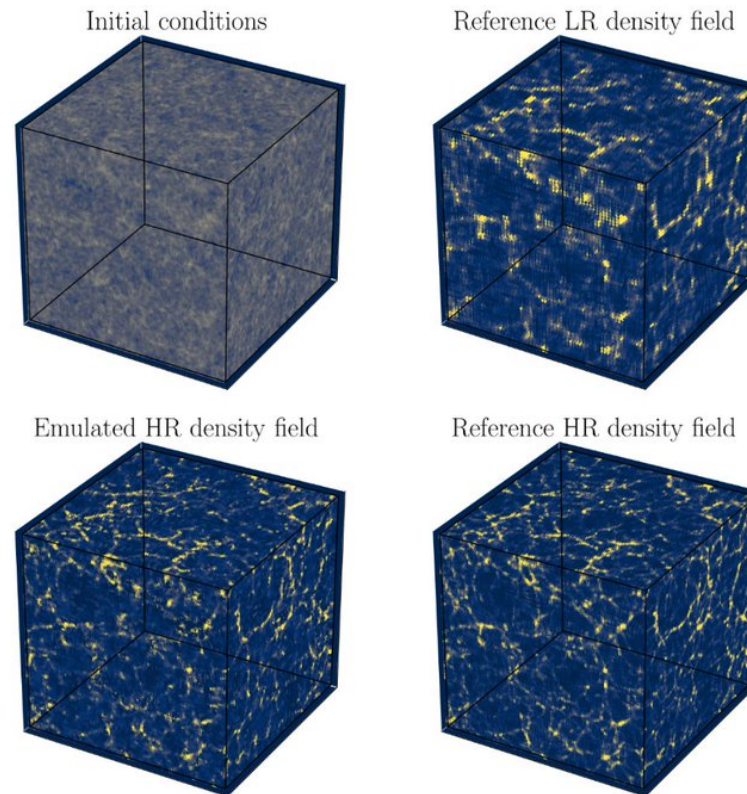 Initial conditions
Reference LR density field
Emulated HR density field
Reference HR density field